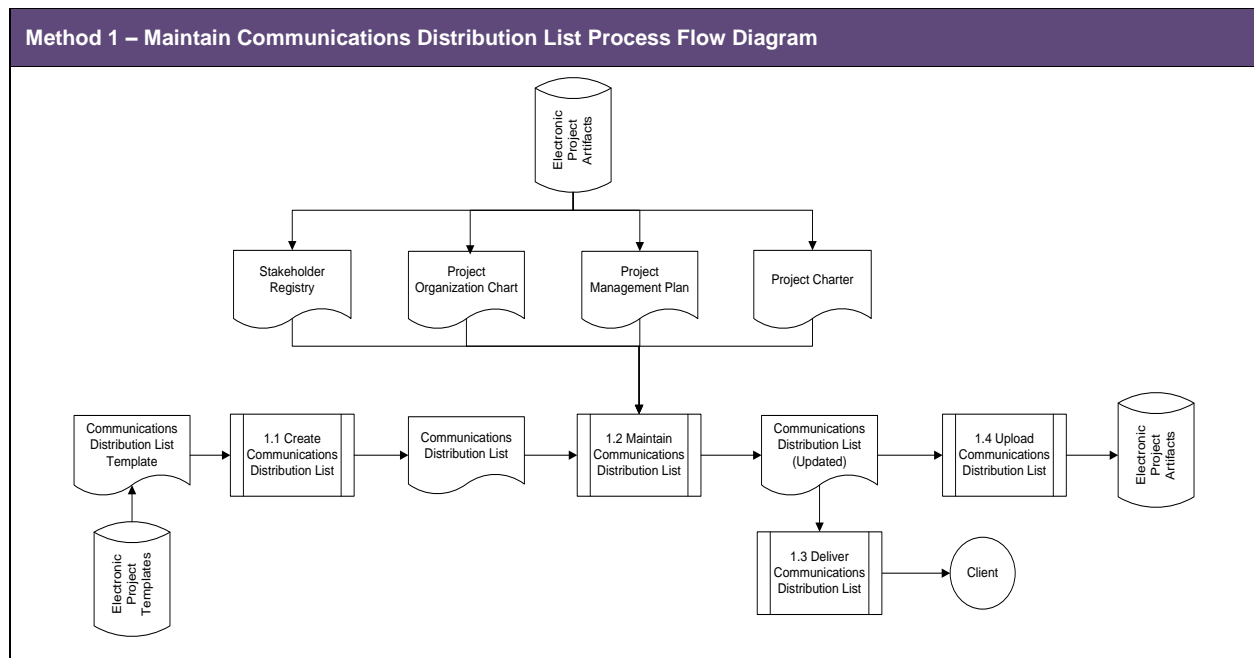 Method 1 – Maintain Communications Distribution List Process Flow Diagram
Electronic
Project
Artifacts
Stakeholder
Registry
Project
Organization Chart
Project
Management Plan
Project Charter
Communications
Distribution List
Template
1.1 Create
Communications
Distribution List
Communications
Distribution List
1.2 Maintain
Communications
Distribution List
Communications
Distribution List
(Updated)
1.4 Upload
Communications
Distribution List
Electronic
Project
Artifacts
Electronic
Project
Templates
1.3 Deliver
Communications
Distribution List
Client